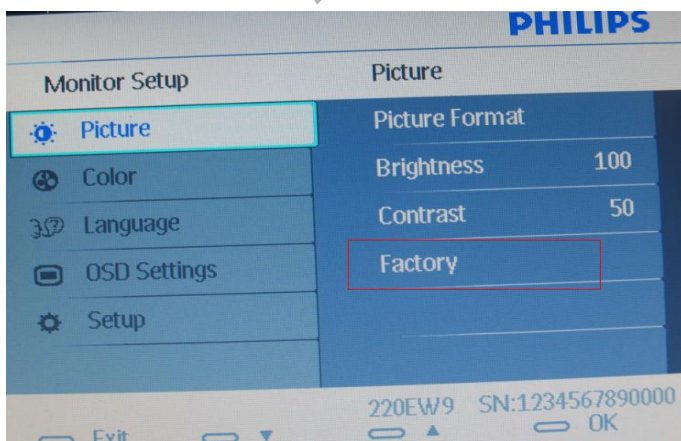 PHILIPS
Monitor Setup
Picture
Picture
Color
Language
OSD Settings
Setup
Picture Format
Brightness 100
Contrast 50
Factory
220EW9 SN:1234567890000
Exit ▼ ▲ OK